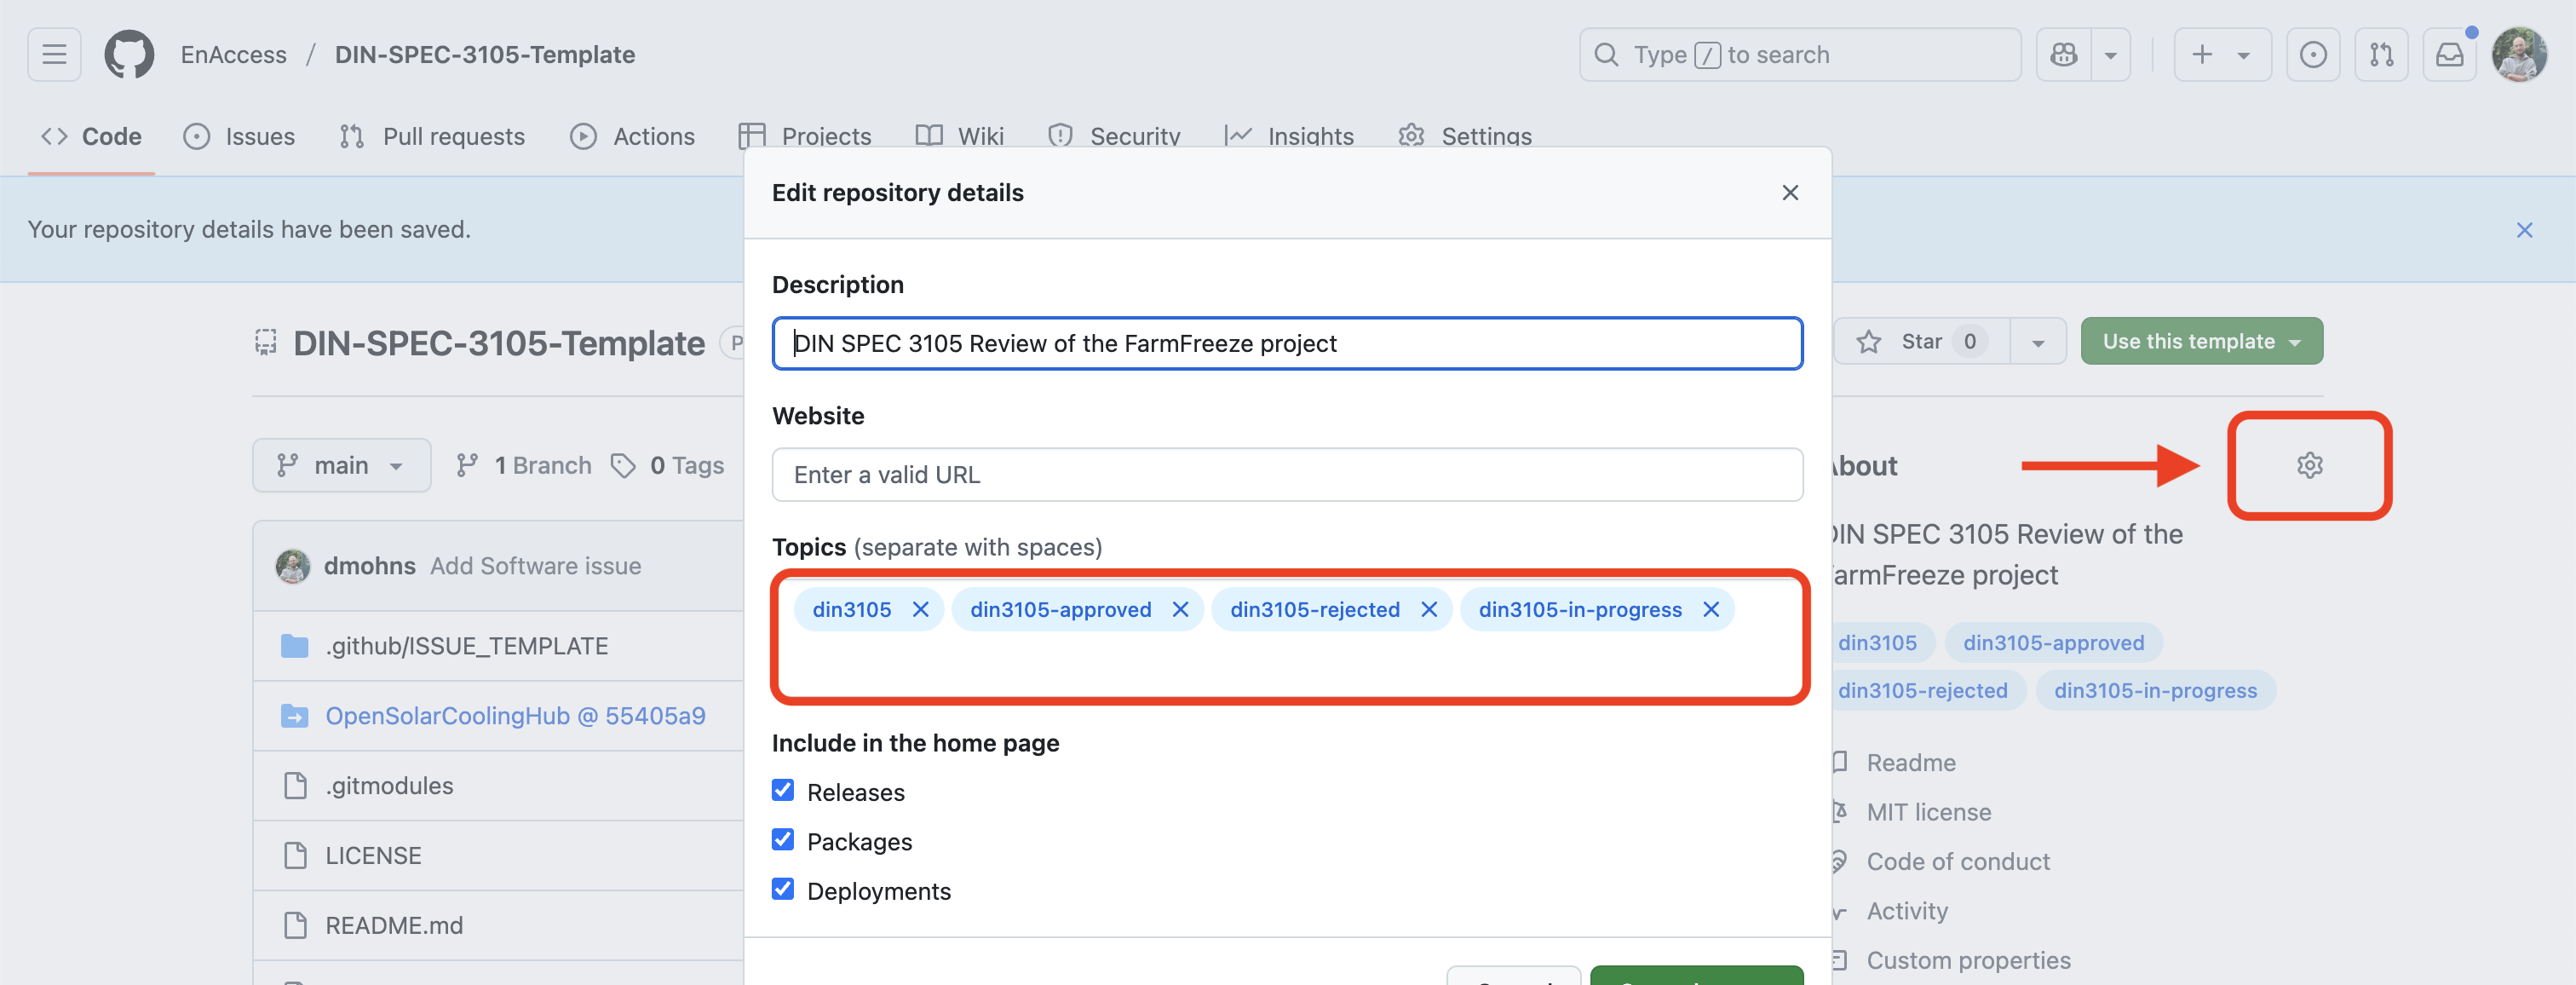 EnAccess / DIN-SPEC-3105-Template
Type / to search
Code
Issues
Pull requests
Actions
Projects
Wiki
Security
Insights
Settings
Your repository details have been saved.
Edit repository details
Description
DIN SPEC 3105 Review of the FarmFreeze project
Website
Enter a valid URL
Topics (separate with spaces)
din3105
din3105-approved
din3105-rejected
din3105-in-progress
Include in the home page
Releases
Packages
Deployments
DIN-SPEC-3105-Template P
main
1 Branch
0 Tags
dmohns Add Software issue
.github/ISSUE_TEMPLATE
OpenSolarCoolingHub @ 55405a9
.gitmodules
LICENSE
README.md
Star 0
Use this template
bout
IN SPEC 3105 Review of the
armFreeze project
din3105
din3105-approved
din3105-rejected
din3105-in-progress
Readme
MIT license
Code of conduct
Activity
Custom properties